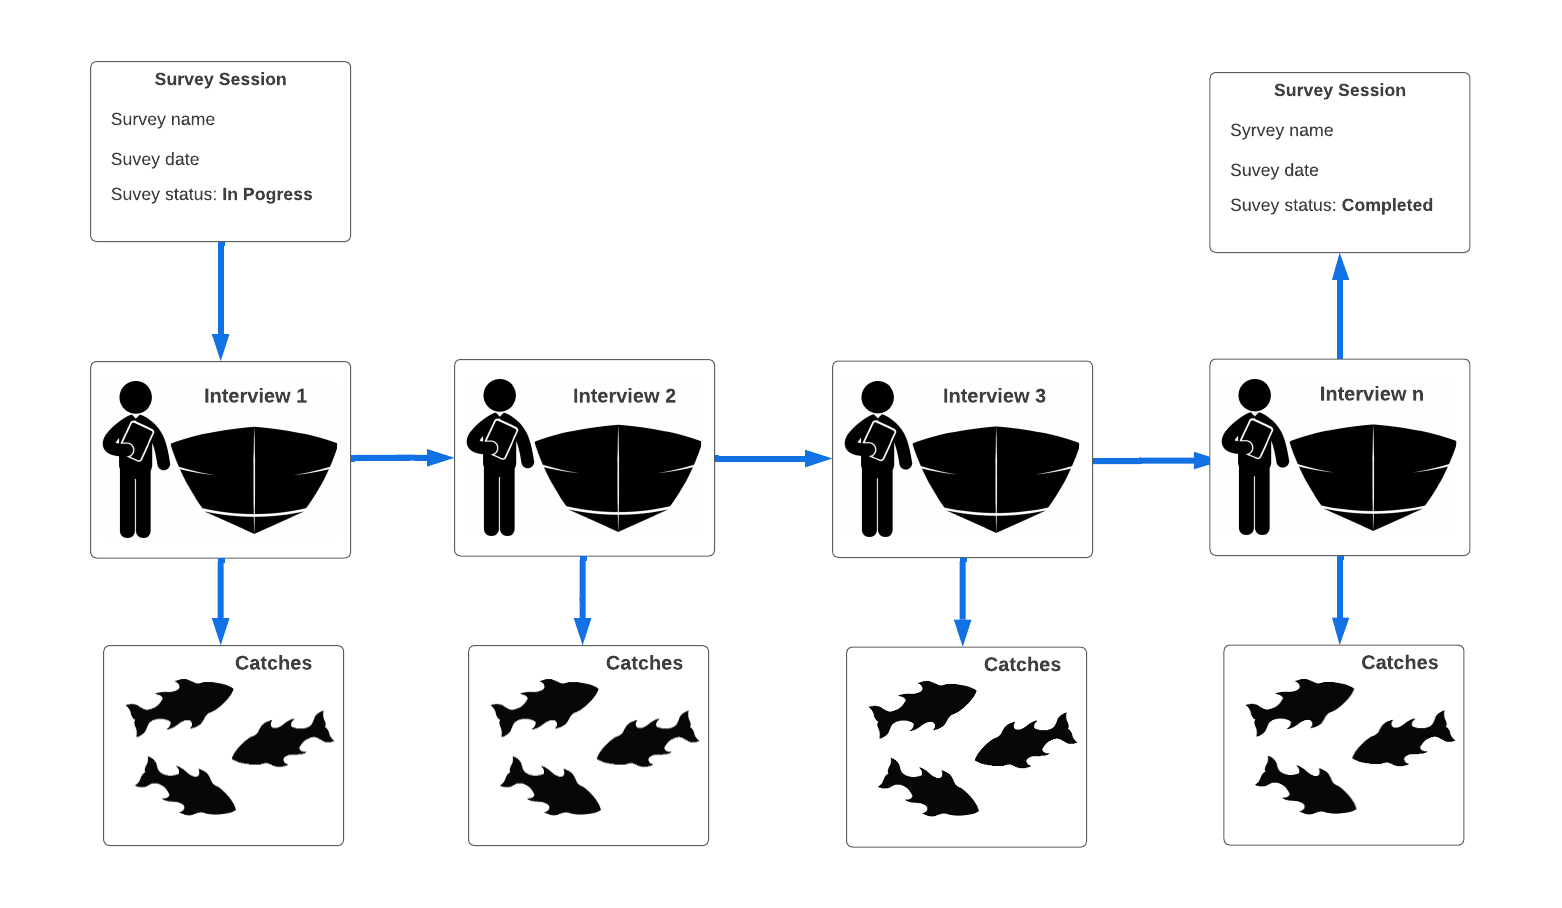 Survey Session
Survey name
Suvey date
Suvey status: In Pogress
Survey Session
Syrvey name
Suvey date
Suvey status: Completed
Interview 1
Interview 2
Interview 3
Interview n
Catches
Catches
Catches
Catches